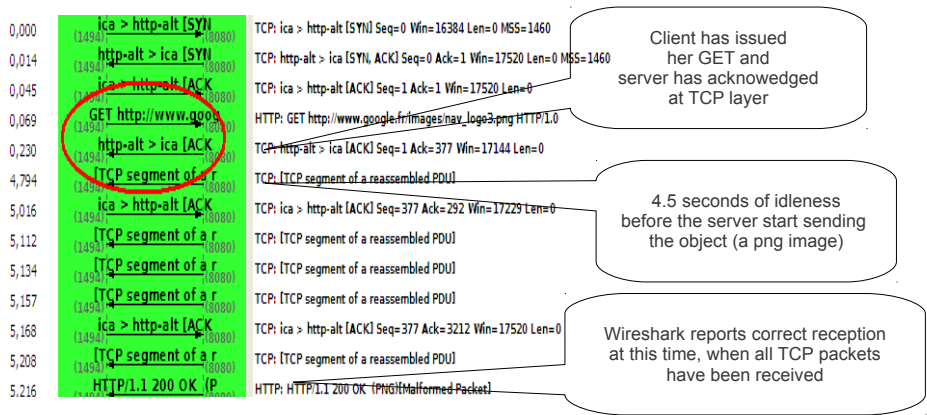 0,000 ica > http-alt [SYN (1494) (8080) TCP: ica > http-alt [SYN] Seq=0 Win=16384 Len=0 MSS=1460
0,014 http-alt > ica [SYN (1494) (8080) TCP: http-alt > ica [SYN, ACK] Seq=0 Ack=1 Win=17520 Len=0 MSS=1460
0,045 ica > http-alt [ACK (1494) (8080) TCP: ica > http-alt [ACK] Seq=1 Ack=1 Win=17520 Len=0
0,069 GET http://www.goog (1494) (8080) HTTP: GET http://www.google.fr/images/nav_logo3.png HTTP/1.0
0,230 http-alt > ica [ACK (1494) (8080) TCP: http-alt > ica [ACK] Seq=1 Ack=377 Win=17144 Len=0
4,794 [TCP segment of a r (1494) (8080) TCP: [TCP segment of a reassembled PDU]
5,016 ica > http-alt [ACK (1494) (8080) TCP: ica > http-alt [ACK] Seq=377 Ack=292 Win=17229 Len=0
5,112 [TCP segment of a r (1494) (8080) TCP: [TCP segment of a reassembled PDU]
5,134 [TCP segment of a r (1494) (8080) TCP: [TCP segment of a reassembled PDU]
5,157 [TCP segment of a r (1494) (8080) TCP: [TCP segment of a reassembled PDU]
5,168 ica > http-alt [ACK (1494) (8080) TCP: ica > http-alt [ACK] Seq=377 Ack=3212 Win=17520 Len=0
5,208 [TCP segment of a r (1494) (8080) TCP: [TCP segment of a reassembled PDU]
5,216 HTTP/1.1 200 OK (P (1494) (8080) HTTP: HTTP/1.1 200 OK (PNG)[Malformed Packet]
Client has issued
her GET and
server has acknowedged
at TCP layer
4.5 seconds of idleness
before the server start sending
the object (a png image)
Wireshark reports correct reception
at this time, when all TCP packets
have been received